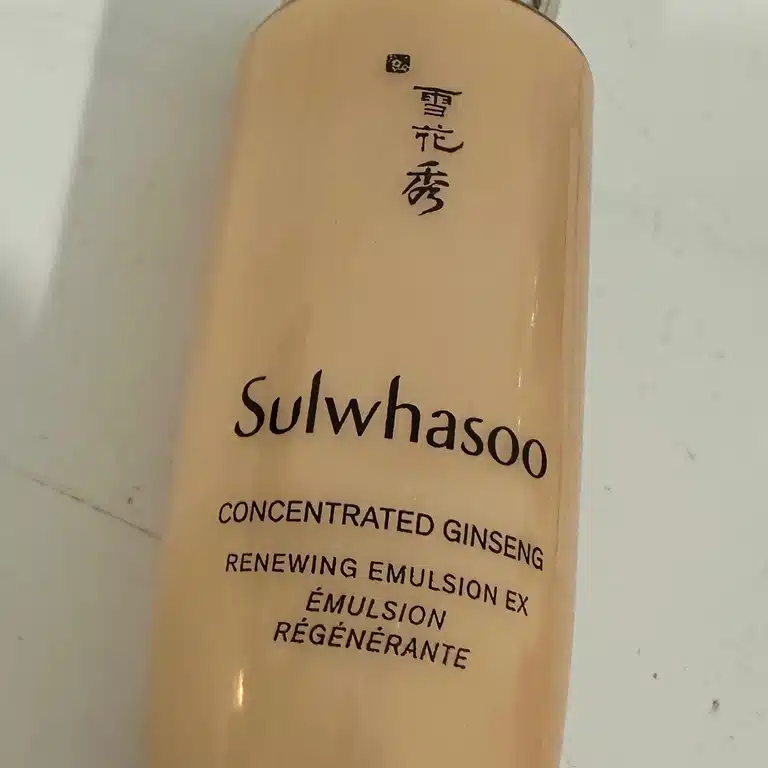 雪
花
秀
Sulwhasoo
CONCENTRATED GINSENG
RENEWING EMULSION EX
ÉMULSION
RÉGÉNÉRANTE